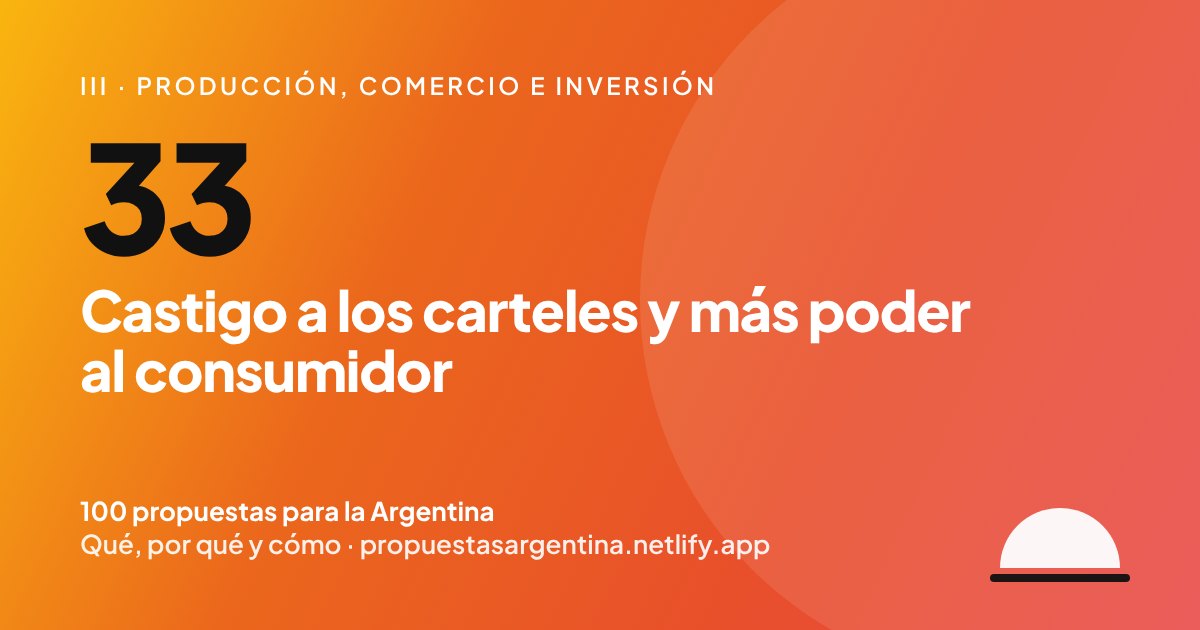 III · PRODUCCIÓN, COMERCIO E INVERSIÓN
33
Castigo a los carteles y más poder
al consumidor
100 propuestas para la Argentina
Qué, por qué y cómo · propuestasargentina.netlify.app